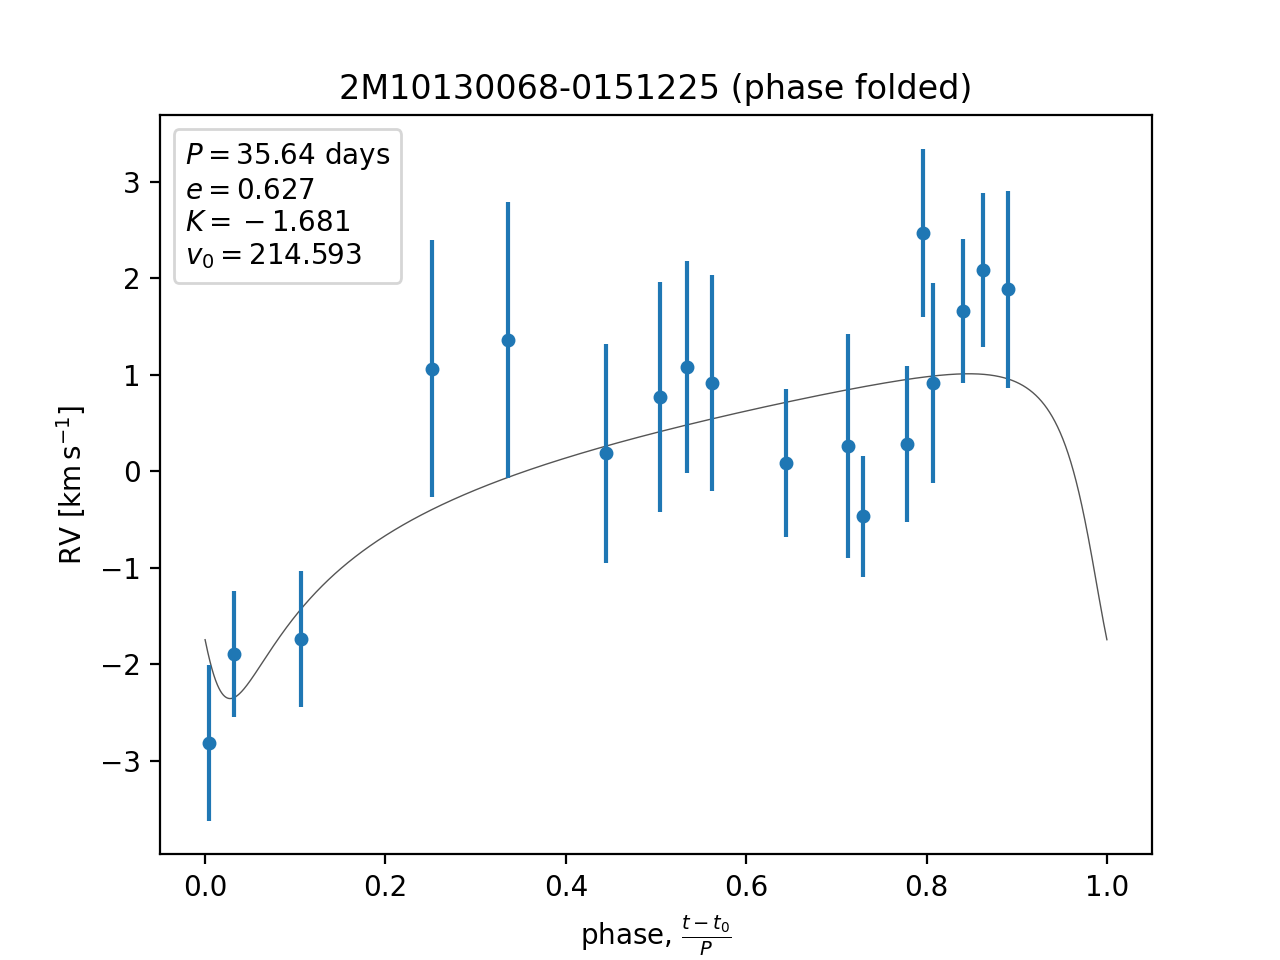 2M10130068-0151225 (phase folded)
P = 35.64 days
e = 0.627
K = −1.681
v₀ = 214.593
3
2
1
0
−1
−2
−3
RV [km s⁻¹]
0.0 0.2 0.4 0.6 0.8 1.0
phase, (t − t₀)/P